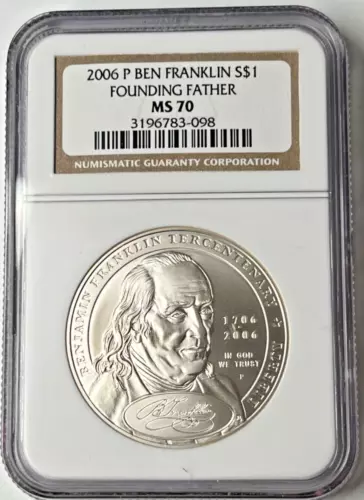 2006 P BEN FRANKLIN S$1
FOUNDING FATHER
MS 70
3196783-098
NUMISMATIC GUARANTY CORPORATION
BENJAMIN FRANKLIN TERCENTENARY
1706
2006
IN GOD
WE TRUST
P
LIBERTY
B Franklin